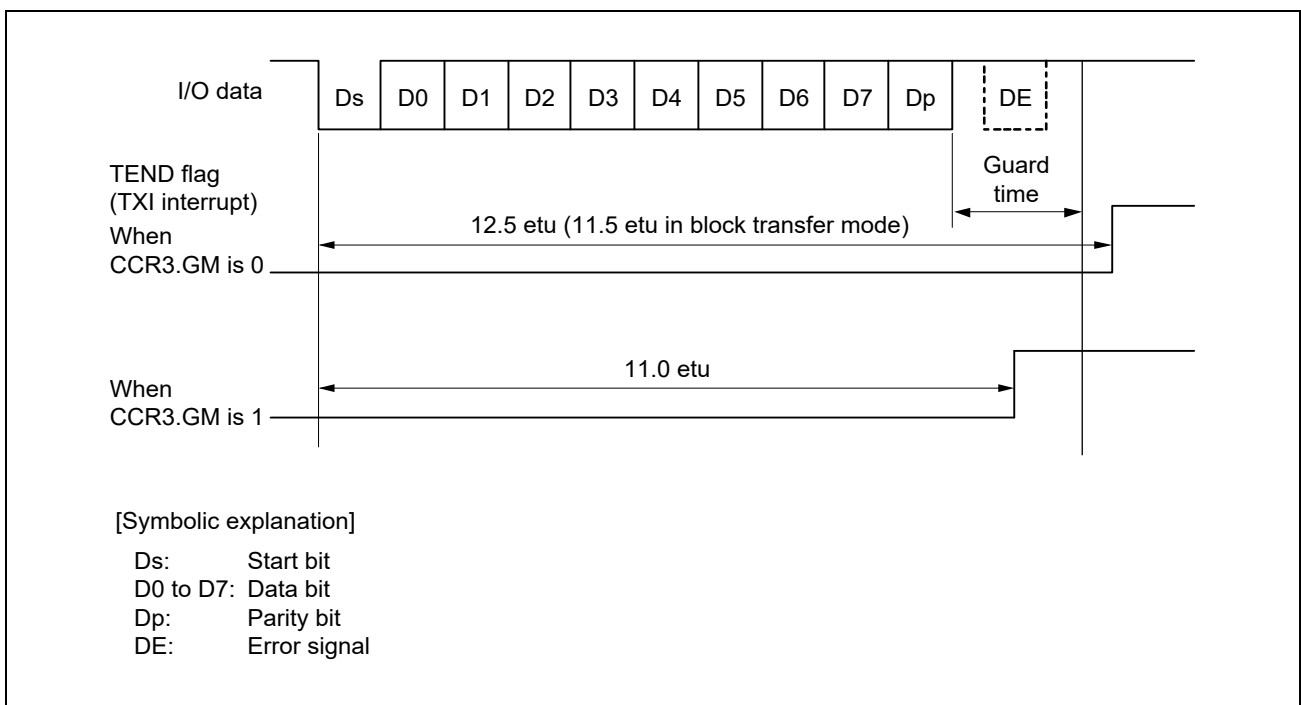 I/O data
Ds D0 D1 D2 D3 D4 D5 D6 D7 Dp DE
Guard
time
TEND flag
(TXI interrupt)
When
CCR3.GM is 0
12.5 etu (11.5 etu in block transfer mode)
11.0 etu
When
CCR3.GM is 1
[Symbolic explanation]
Ds: Start bit
D0 to D7: Data bit
Dp: Parity bit
DE: Error signal